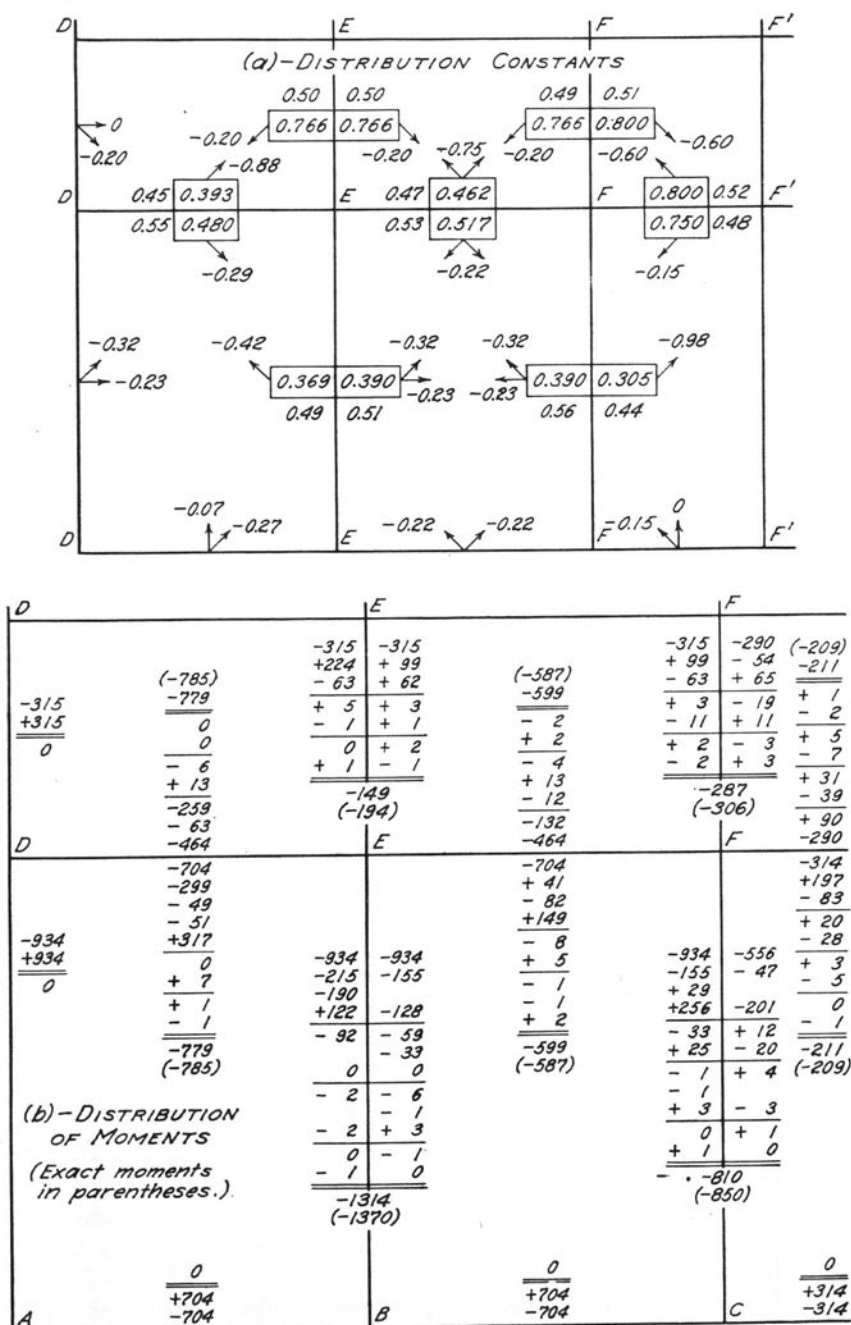 D E F F'
(a)-DISTRIBUTION CONSTANTS
0.50 0.50 0.49 0.51
0 -0.20 0.766 0.766 0.766 0.800
-0.20 -0.88 -0.20 -0.75 -0.20 -0.60 -0.60
D 0.45 0.393 E 0.47 0.462 F 0.800 0.52 F'
0.55 0.480 0.53 0.517 0.750 0.48
-0.29 -0.22 -0.15
-0.32 -0.42 -0.32 -0.32 -0.98
-0.23 0.369 0.390 -0.23 -0.23 0.390 0.305
0.49 0.51 0.56 0.44
-0.07 0
-0.27 -0.22 -0.22 -0.15
D E F F'
D E F
-315 -315 -315 -290 (-209)
(-785) +224 + 99 (-587) + 99 - 54 -211
-779 - 63 + 62 -599 - 63 + 65
-315 0 + 5 + 3 - 2 + 3 - 19 + 1
+315 0 - 1 + 1 + 2 - 11 + 11 - 2
0 - 6 0 + 2 - 4 + 2 - 3 + 5
+ 13 + 1 - 1 + 13 - 2 + 3 - 7
-259 -149 - 12 -287 + 31
- 63 (-194) -132 (-306) - 39
-464 -464 + 90
-290
D E F
-704 -704 -314
-299 + 41 +197
- 49 - 82 - 83
- 51 +149 + 20
-934 +317 -934 -934 - 8 -934 -556 - 28
+934 0 -215 -155 + 5 -155 - 47 + 3
0 + 7 -190 - 1 + 29 - 5
+ 1 +122 -128 - 1 +256 -201 0
- 1 - 92 - 59 + 2 - 33 + 12 - 1
-779 - 33 -599 + 25 - 20 -211
(-785) 0 0 (-587) - 1 + 4 (-209)
- 2 - 6 - 1
(b)-DISTRIBUTION - 1 + 3 - 3
OF MOMENTS - 2 + 3 0 + 1
0 - 1 + 1 0
(Exact moments - 1 0 -810
in parentheses.) -1314 (-850)
(-1370)
0 0 0
+704 +704 +314
A -704 B -704 C -314